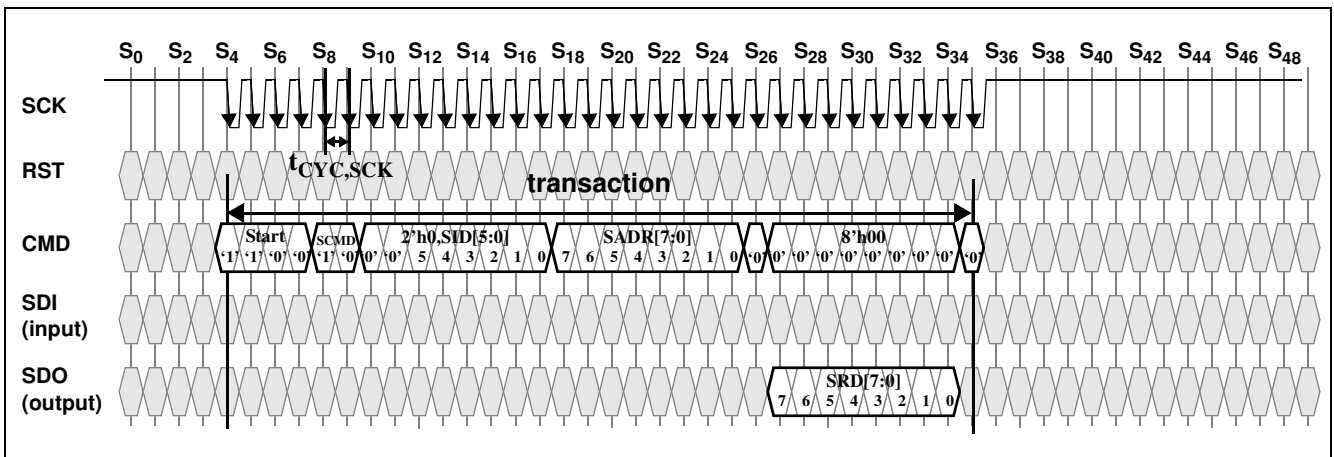 S0 S2 S4 S6 S8 S10 S12 S14 S16 S18 S20 S22 S24 S26 S28 S30 S32 S34 S36 S38 S40 S42 S44 S46 S48
SCK
tCYC,SCK
RST
transaction
CMD
Start SCMD 2'h0,SID[5:0] SADR[7:0] 8'h00
'1' '1' '0' '0' '1' '0' '0' '0' 5 4 3 2 1 0 7 6 5 4 3 2 1 0 '0' '0' '0' '0' '0' '0' '0' '0' '0' '0'
SDI
(input)
SDO
(output)
SRD[7:0]
7 6 5 4 3 2 1 0